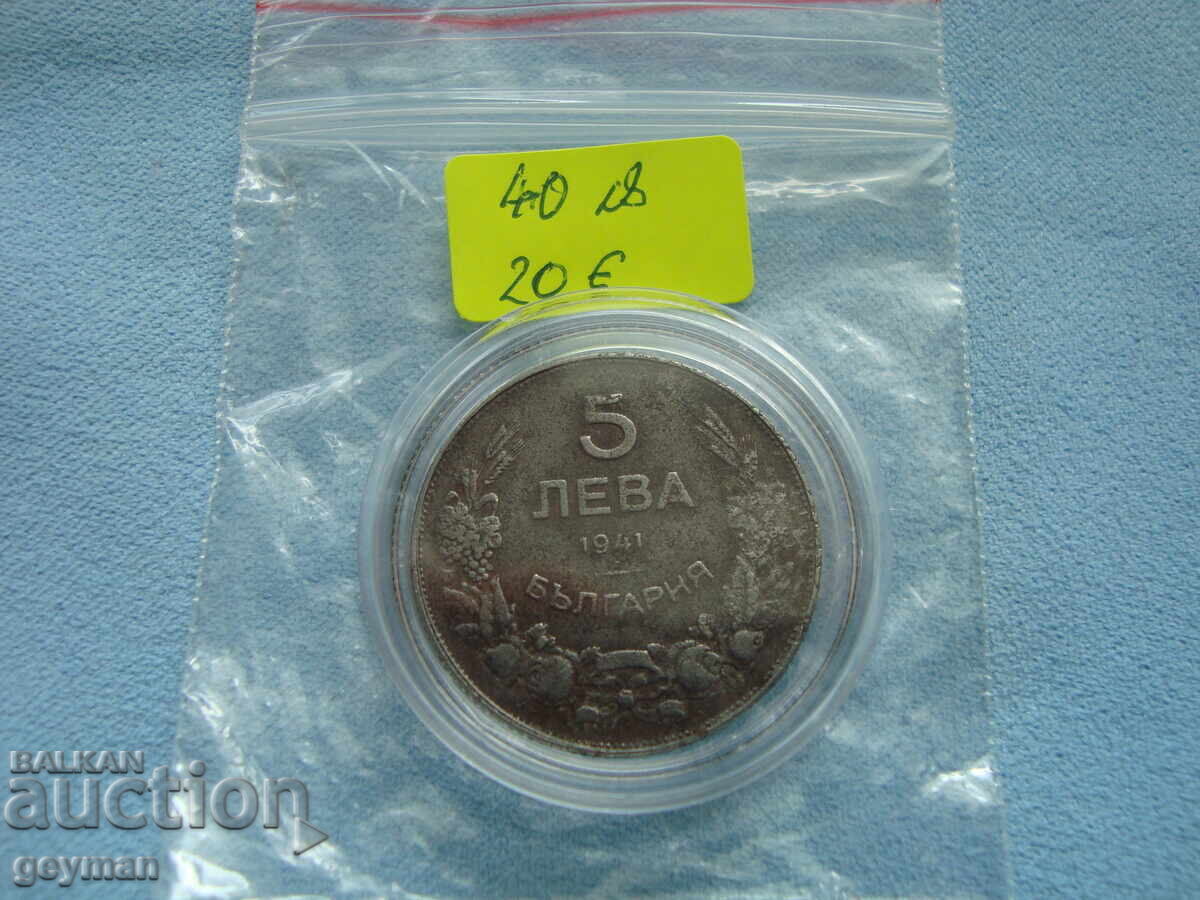 40 лв
20 €
5
ЛЕВА
1941
БЪЛГАРИЯ
BALKAN
auction
geyman